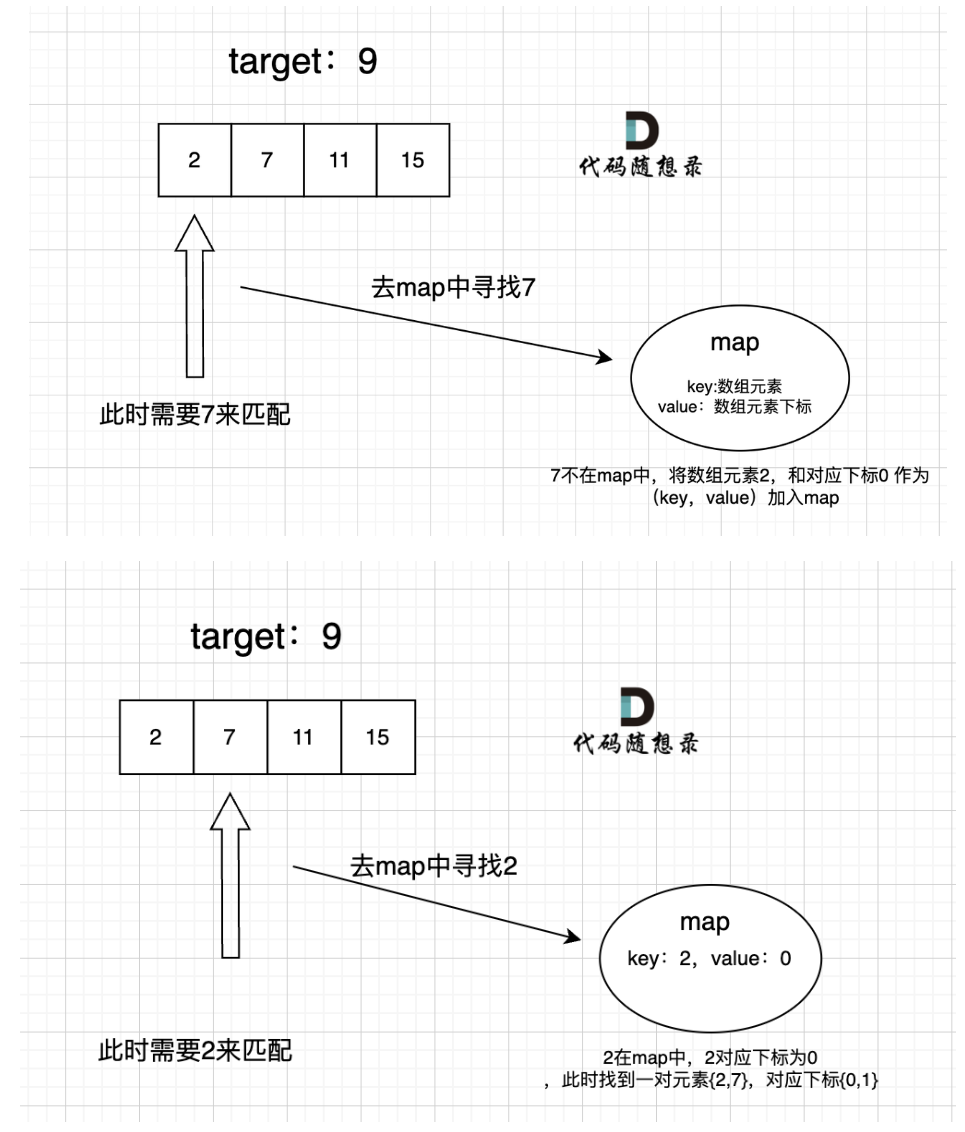 target：9
2 7 11 15
代码随想录
去map中寻找7
map
key:数组元素
value：数组元素下标
此时需要7来匹配
7不在map中，将数组元素2，和对应下标0 作为
（key，value）加入map
target：9
2 7 11 15
代码随想录
去map中寻找2
map
key：2，value：0
此时需要2来匹配
2在map中，2对应下标为0
，此时找到一对元素{2,7}，对应下标{0,1}